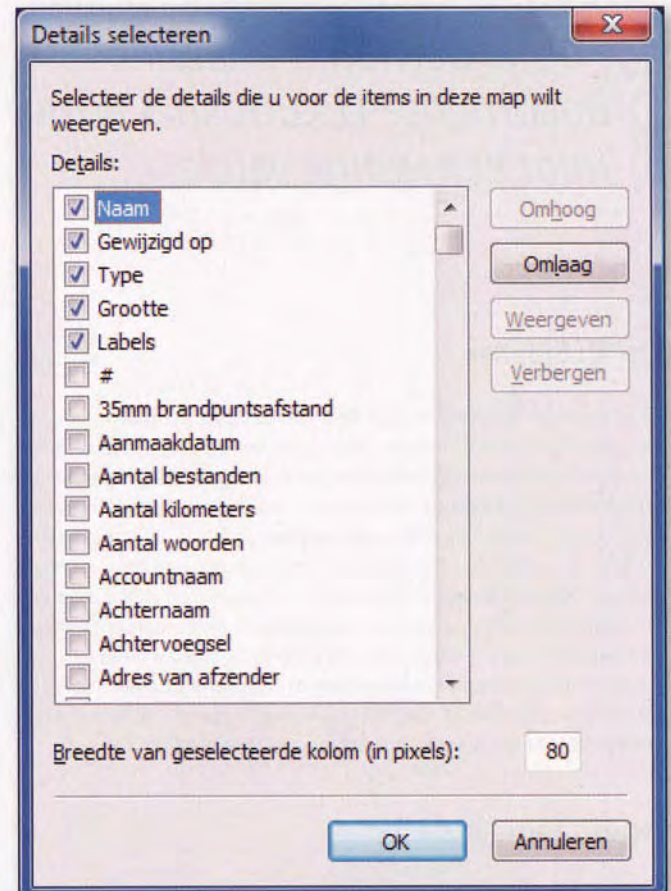 Details selecteren
Selecteer de details die u voor de items in deze map wilt
weergeven.
Details:
Naam
Gewijzigd op
Type
Grootte
Labels
#
35mm brandpuntsafstand
Aanmaakdatum
Aantal bestanden
Aantal kilometers
Aantal woorden
Accountnaam
Achternaam
Achtervoegsel
Adres van afzender
Omhoog
Omlaag
Weergeven
Verbergen
Breedte van geselecteerde kolom (in pixels): 80
OK Annuleren